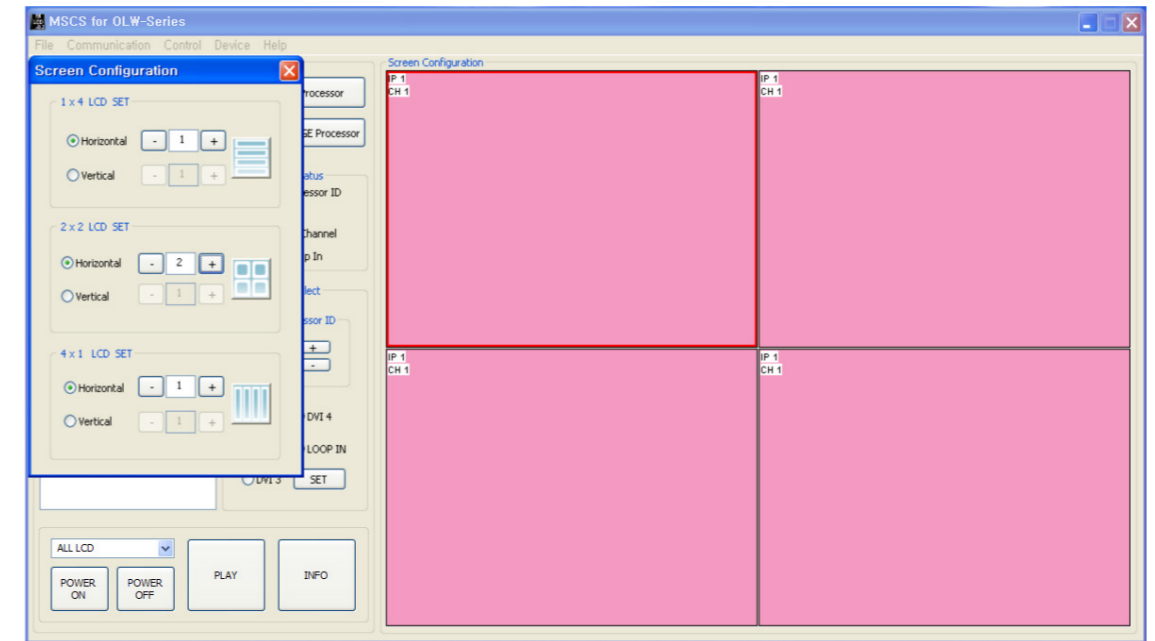 MSCS for OLW-Series
File Communication Control Device Help
Screen Configuration
1 x 4 LCD SET
Horizontal - 1 +
Vertical - 1 +
2 x 2 LCD SET
Horizontal - 2 +
Vertical - 1 +
4 x 1 LCD SET
Horizontal - 1 +
Vertical - 1 +
Processor
GE Processor
atus
essor ID
Channel
p In
lect
ssor ID
+
-
DVI 4
LOOP IN
DVI 3 SET
ALL LCD
POWER ON
POWER OFF
PLAY
INFO
Screen Configuration
IP 1
CH 1
IP 1
CH 1
IP 1
CH 1
IP 1
CH 1